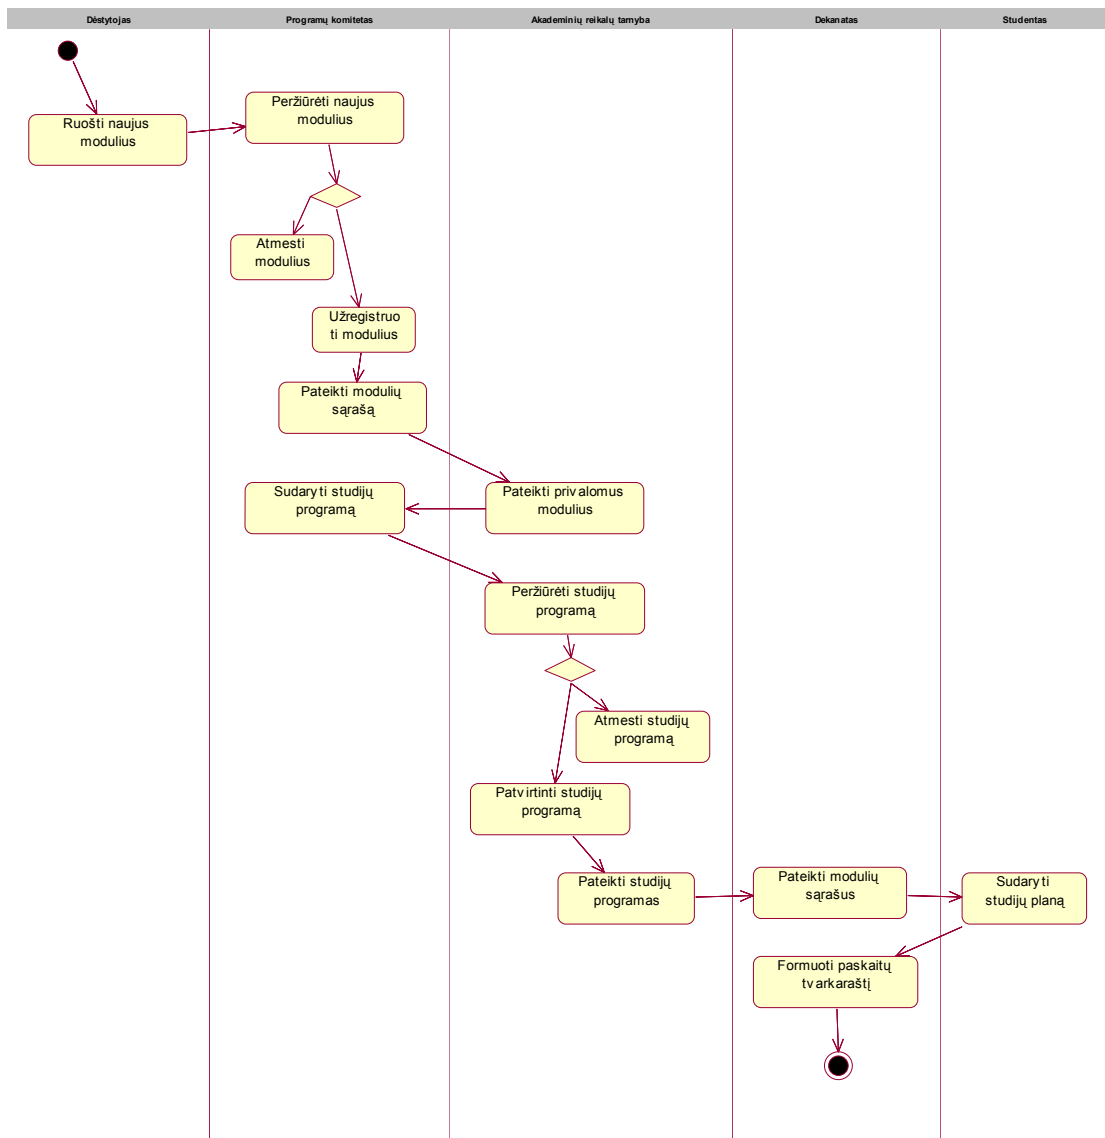 Dėstytojas
Programų komitetas
Akademinių reikalų tarnyba
Dekanatas
Studentas
Ruošti naujus
modulius
Peržiūrėti naujus
modulius
Atmesti
modulius
Užregistruo
ti modulius
Pateikti modulių
sąrašą
Pateikti privalomus
modulius
Sudaryti studijų
programą
Peržiūrėti studijų
programą
Atmesti studijų
programą
Patvirtinti studijų
programą
Pateikti studijų
programas
Pateikti modulių
sąrašus
Sudaryti
studijų planą
Formuoti paskaitų
tvarkaraštį